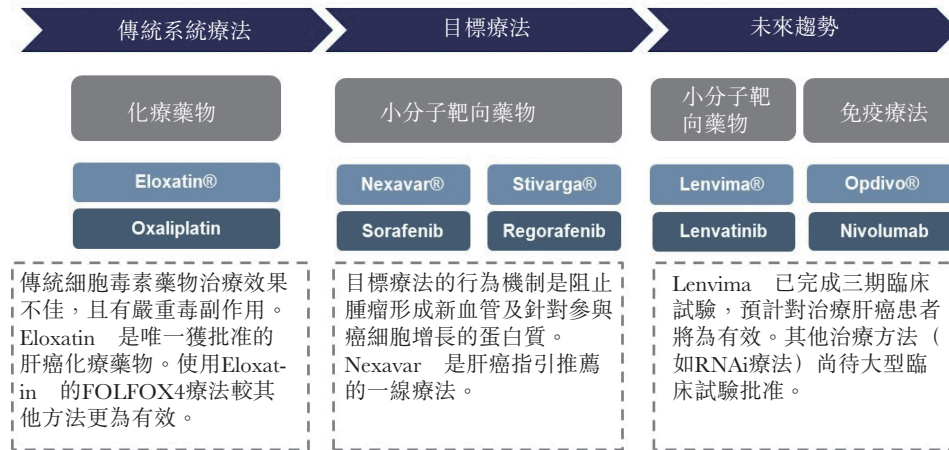 傳統系統療法
目標療法
未來趨勢
化療藥物
小分子靶向藥物
小分子靶
向藥物
免疫療法
Eloxatin®
Nexavar®
Stivarga®
Lenvima®
Opdivo®
Oxaliplatin
Sorafenib
Regorafenib
Lenvatinib
Nivolumab
傳統細胞毒素藥物治療效果
不佳，且有嚴重毒副作用。
Eloxatin 是唯一獲批准的
肝癌化療藥物。使用Eloxat-
in 的FOLFOX4療法較其
他方法更為有效。
目標療法的行為機制是阻止
腫瘤形成新血管及針對參與
癌細胞增長的蛋白質。
Nexavar 是肝癌指引推薦
的一線療法。
Lenvima 已完成三期臨床
試驗，預計對治療肝癌患者
將為有效。其他治療方法（
如RNAi療法）尚待大型臨
床試驗批准。